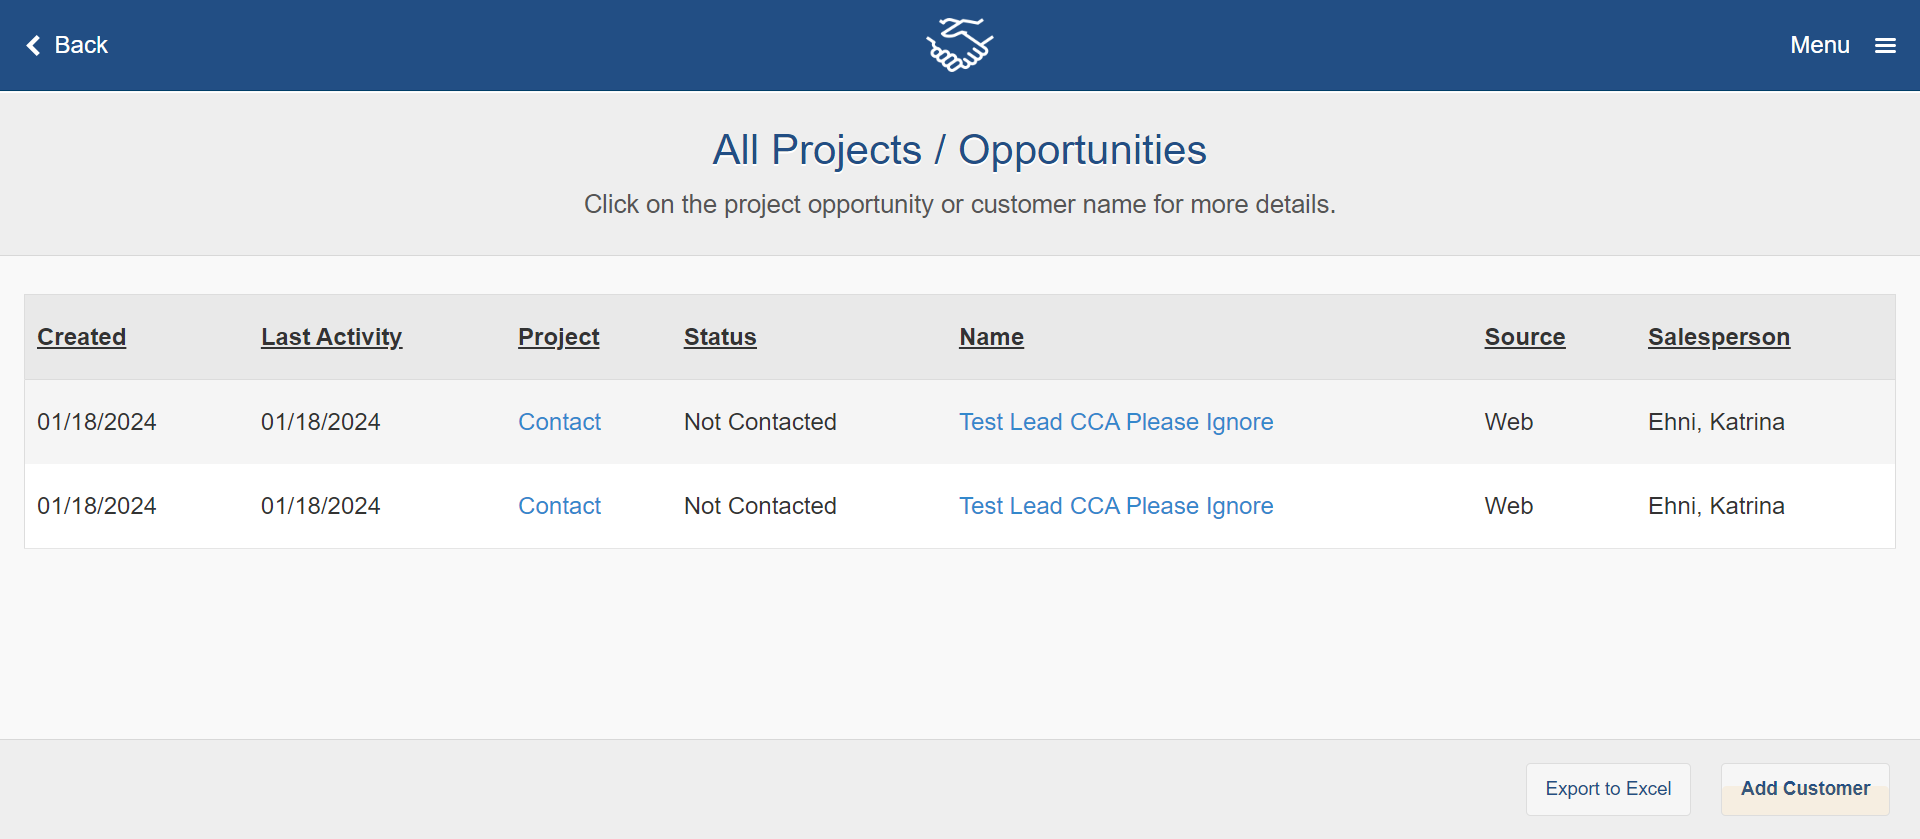 Back
Menu
All Projects / Opportunities
Click on the project opportunity or customer name for more details.
Created Last Activity Project Status Name Source Salesperson
01/18/2024 01/18/2024 Contact Not Contacted Test Lead CCA Please Ignore Web Ehni, Katrina
01/18/2024 01/18/2024 Contact Not Contacted Test Lead CCA Please Ignore Web Ehni, Katrina
Export to Excel
Add Customer